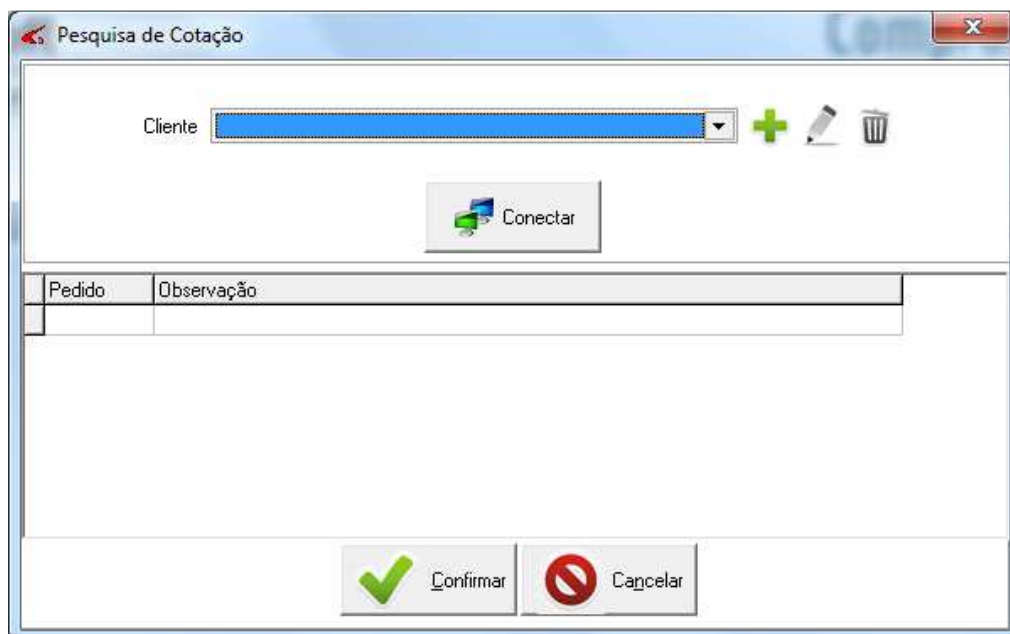 Pesquisa de Cotação
Cliente
Conectar
Pedido Observação
Confirmar Cancelar